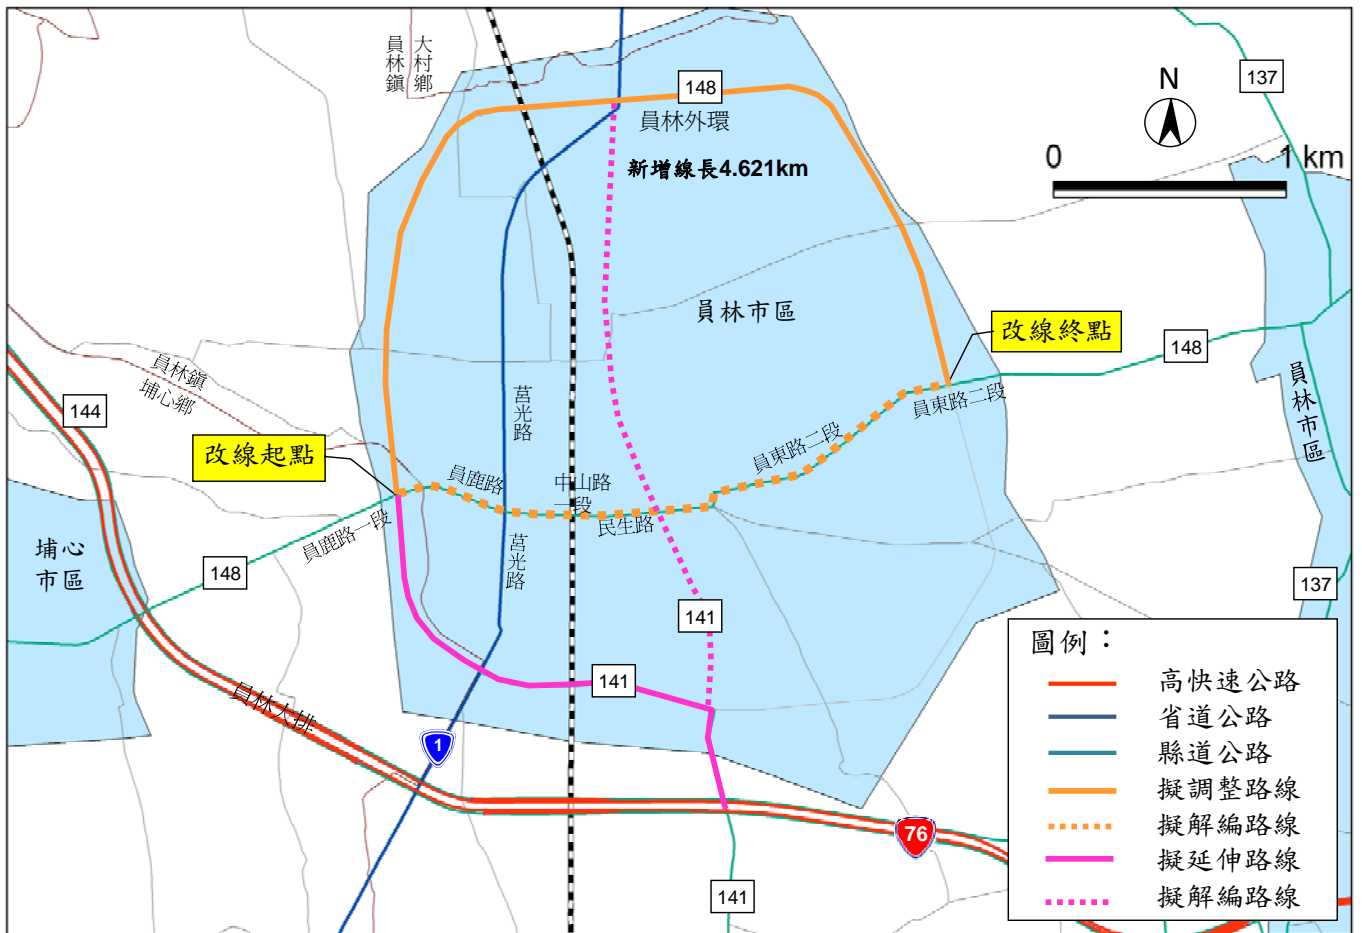 大村鄉
員林鎮
148
員林外環
新增線長4.621km
137
N
0
1 km
員林市區
改線終點
148
員東路二段
員林鎮
埔心鄉
144
莒光路
員林市區
改線起點
員鹿路
中山路
一段
員東路二段
民生路
員鹿路一段
莒光路
埔心
市區
148
137
141
141
員林大排
1
76
141
圖例：
高快速公路
省道公路
縣道公路
擬調整路線
擬解編路線
擬延伸路線
擬解編路線